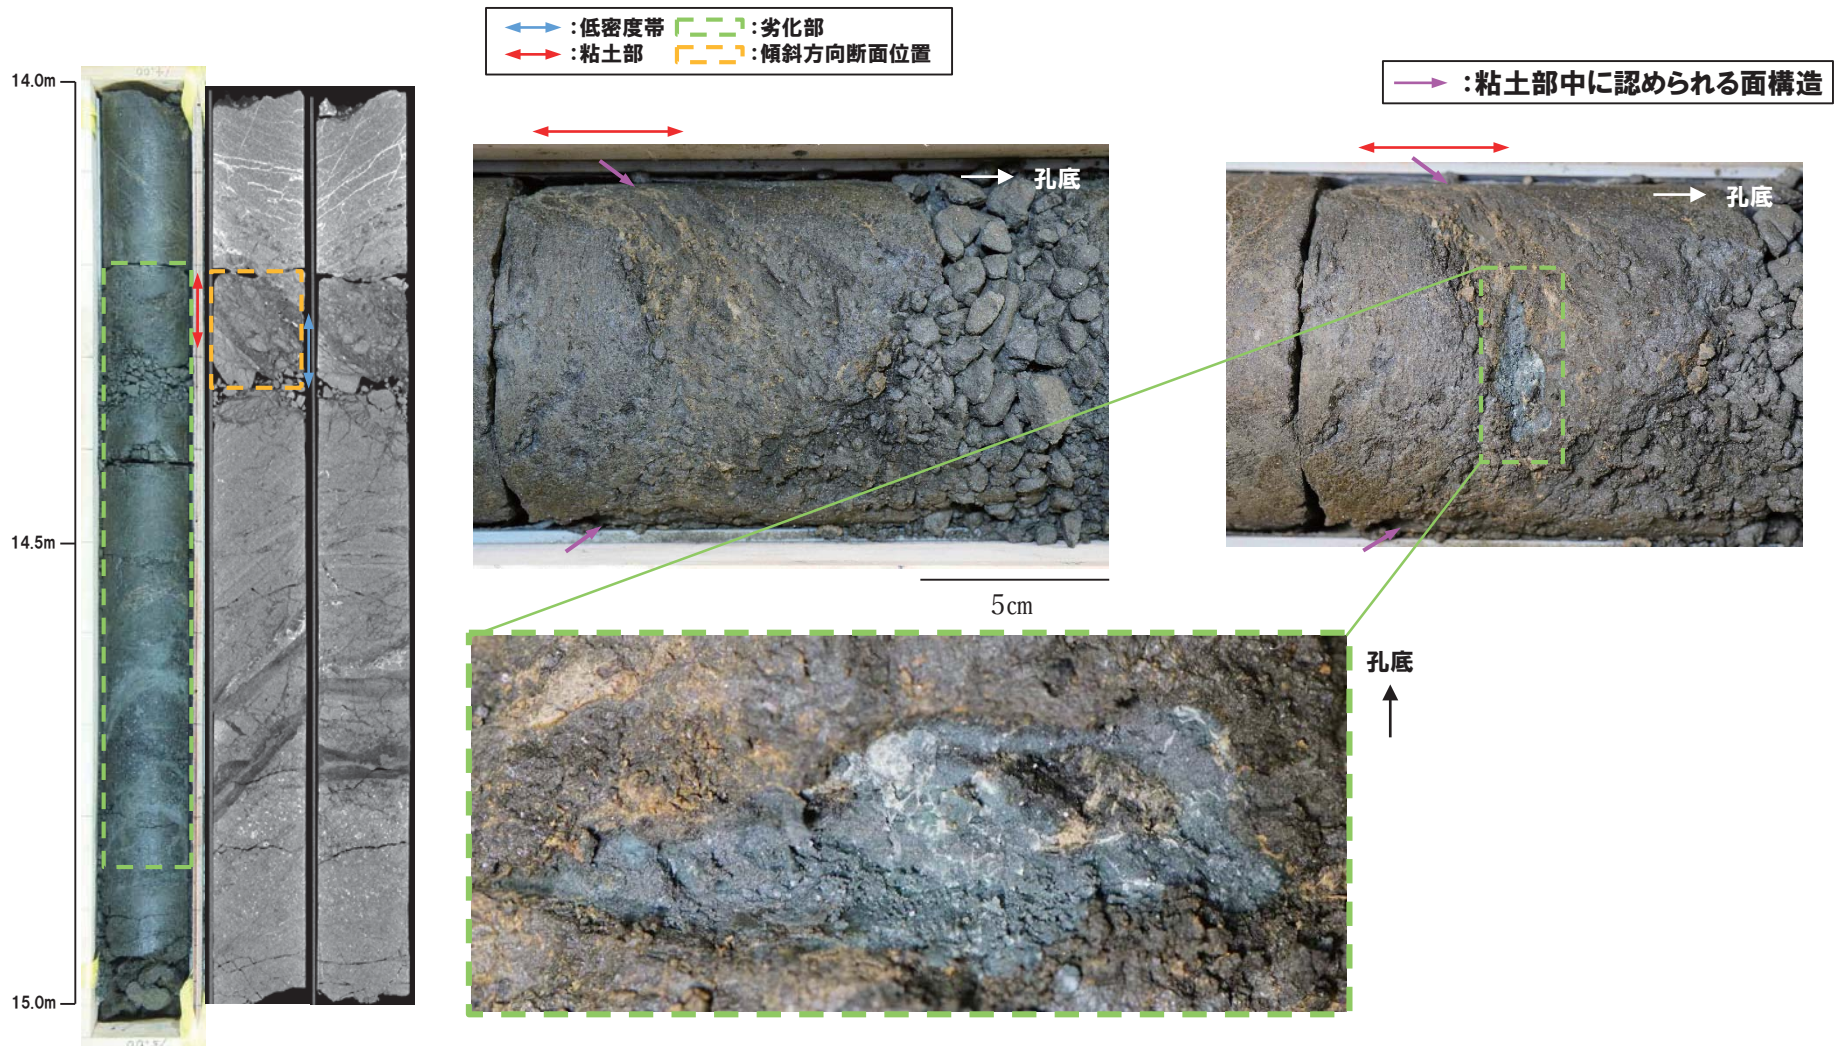 :低密度帯
:劣化部
:粘土部
:傾斜方向断面位置
:粘土部中に認められる面構造
14.0m
14.5m
15.0m
孔底
孔底
5cm
孔底